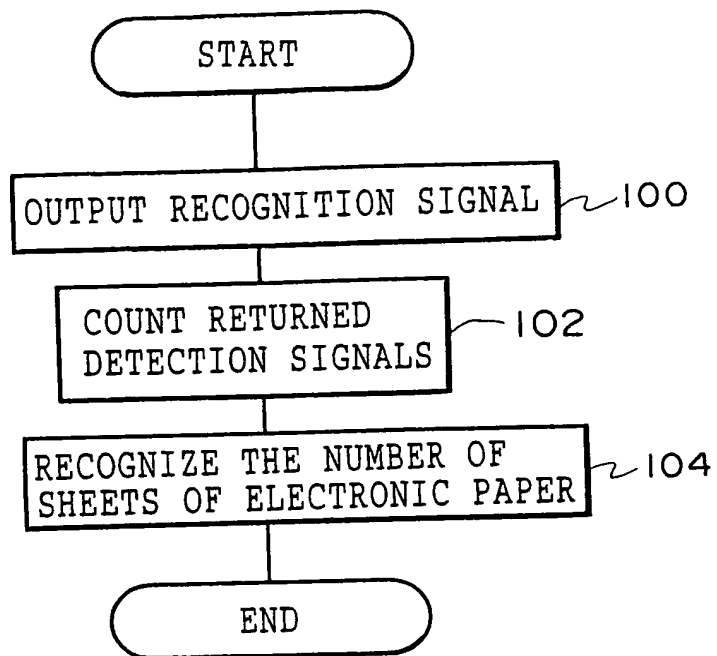 START
OUTPUT RECOGNITION SIGNAL
100
COUNT RETURNED
DETECTION SIGNALS
102
RECOGNIZE THE NUMBER OF
SHEETS OF ELECTRONIC PAPER
104
END